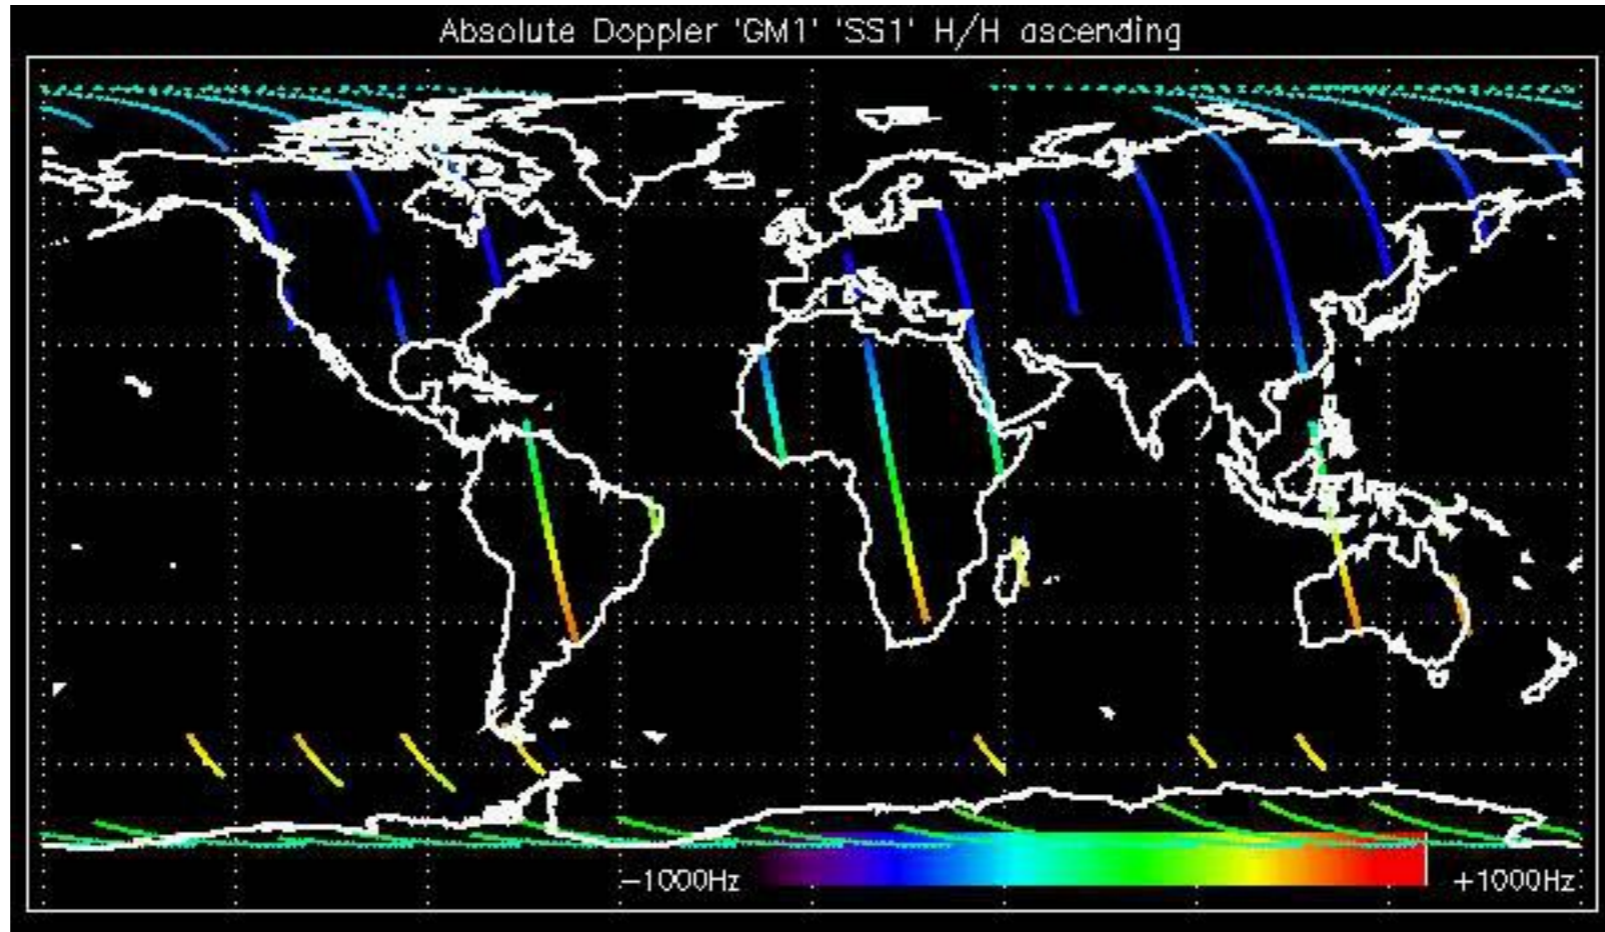 Absolute Doppler 'GM1' 'SS1' H/H ascending
−1000Hz +1000Hz